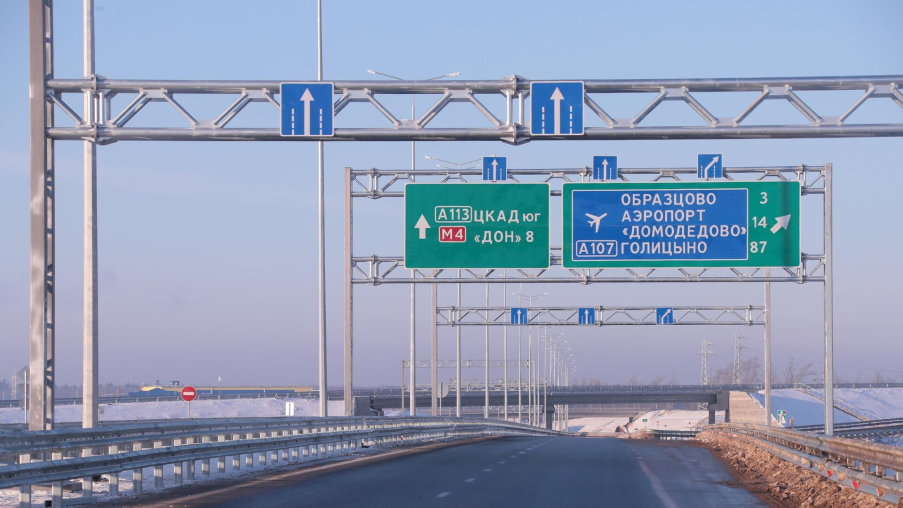 А113 ЦКАД юг
М4 «ДОН» 8
ОБРАЗЦОВО 3
АЭРОПОРТ
«ДОМОДЕДОВО» 14
А107 ГОЛИЦЫНО 87